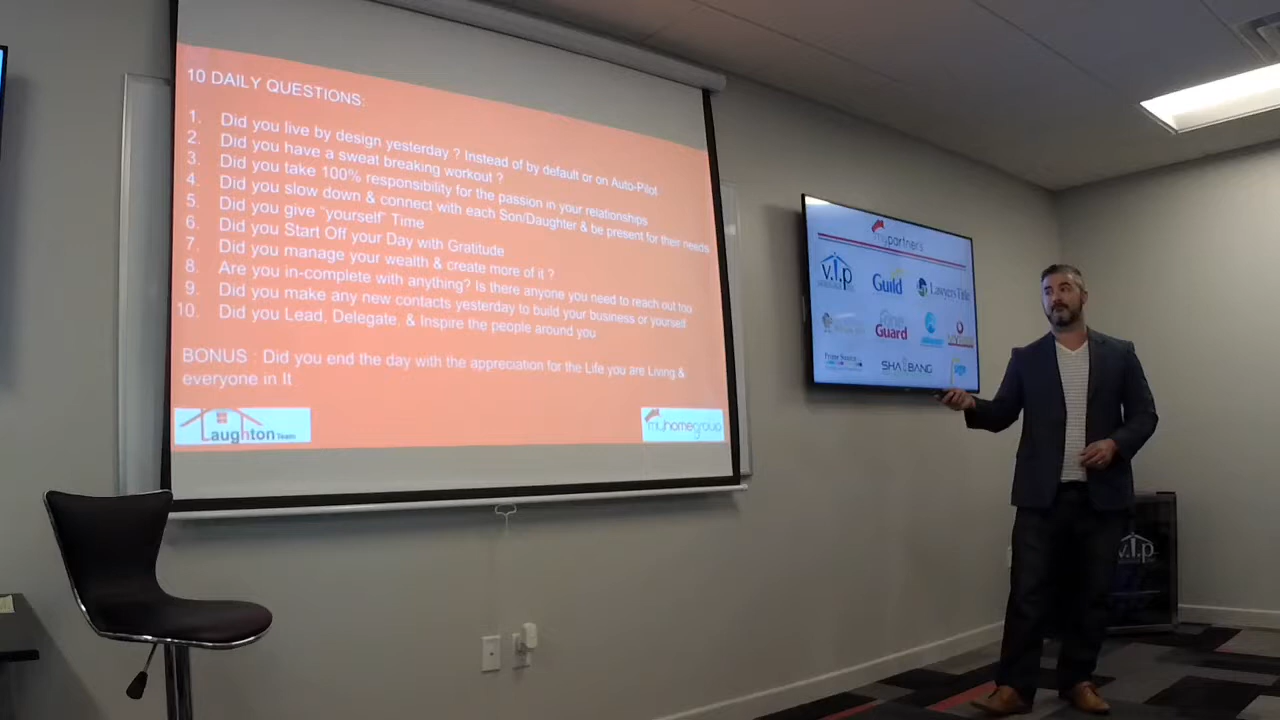 10 DAILY QUESTIONS:
1. Did you live by design yesterday ? Instead of by default or on Auto-Pilot
2. Did you have a sweat breaking workout ?
3. Did you take 100% responsibility for the passion in your relationships
4. Did you slow down & connect with each Son/Daughter & be present for their needs
5. Did you give "yourself" Time
6. Did you Start Off your Day with Gratitude
7. Did you manage your wealth & create more of it ?
8. Are you in-complete with anything? Is there anyone you need to reach out too
9. Did you make any new contacts yesterday to build your business or yourself
10. Did you Lead, Delegate, & Inspire the people around you
BONUS : Did you end the day with the appreciation for the Life you are Living &
everyone in It
Laughton Team
myhomegroup
mypartners
v.i.p
Guild
Lawyers Title
Guard
SHABANG
v.i.p